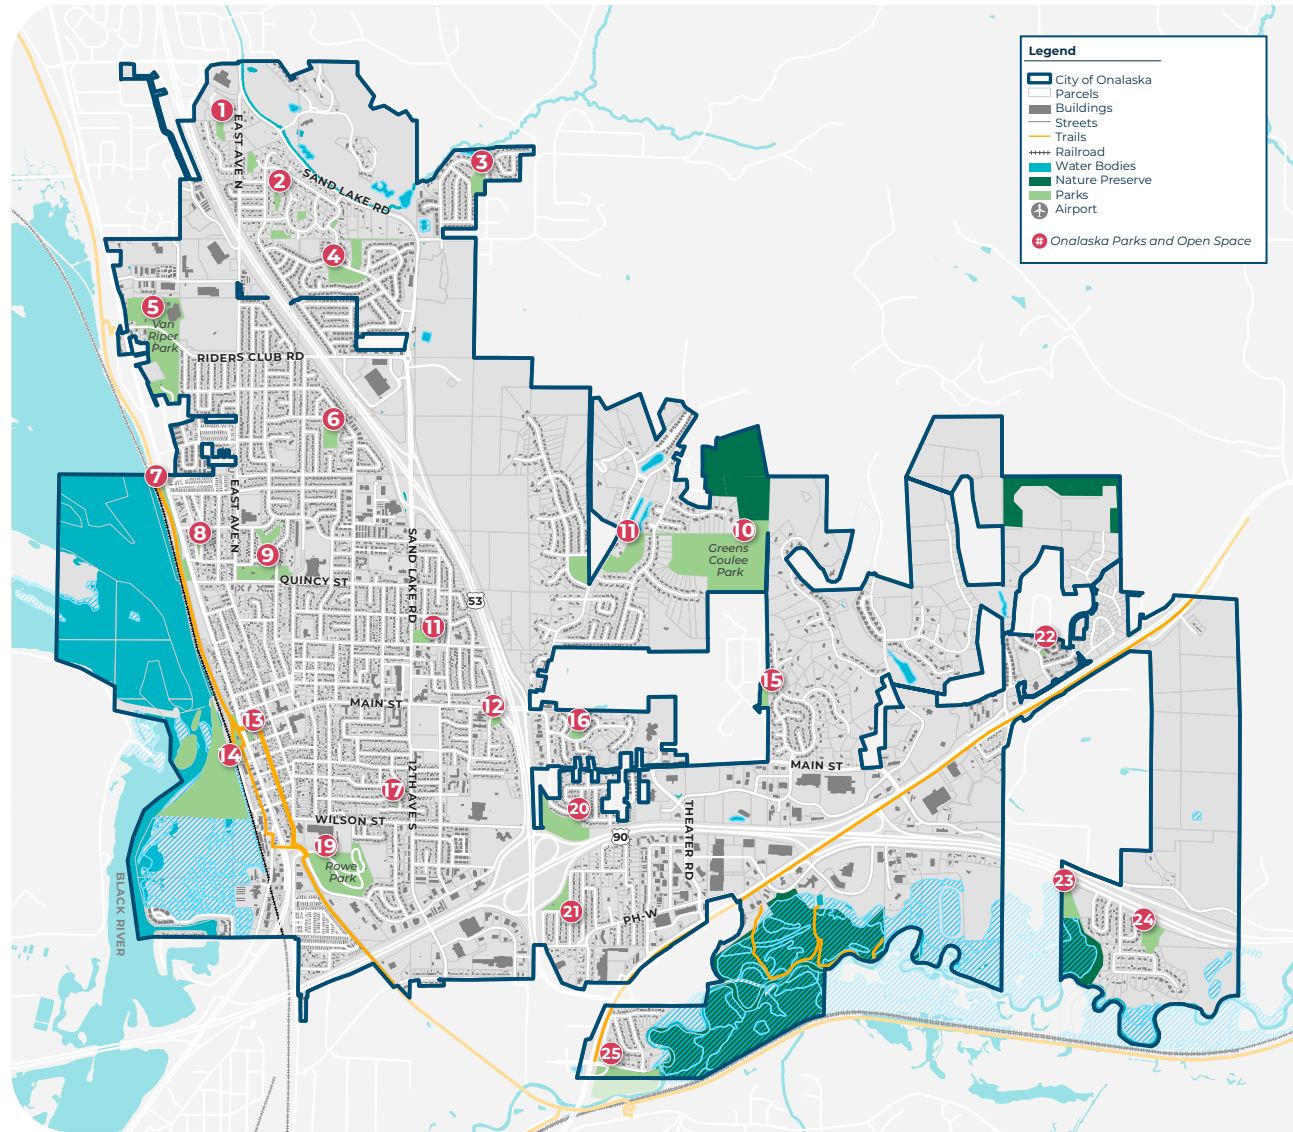 Legend
City of Onalaska
Parcels
Buildings
Streets
Trails
Railroad
Water Bodies
Nature Preserve
Parks
Airport
# Onalaska Parks and Open Space
1
EAST AVE N
2
SAND LAKE RD
3
4
5
Van
Riper
Park
RIDERS CLUB RD
6
7
EAST AVE N
8
9
QUINCY ST
SAND LAKE RD
53
11
11
10
Greens
Coulee
Park
22
15
12
MAIN ST
13
14
16
MAIN ST
17
12TH AVE S
WILSON ST
20
90
THEATER RD
19
Rowe
Park
BLACK RIVER
21
PH-W
23
24
25